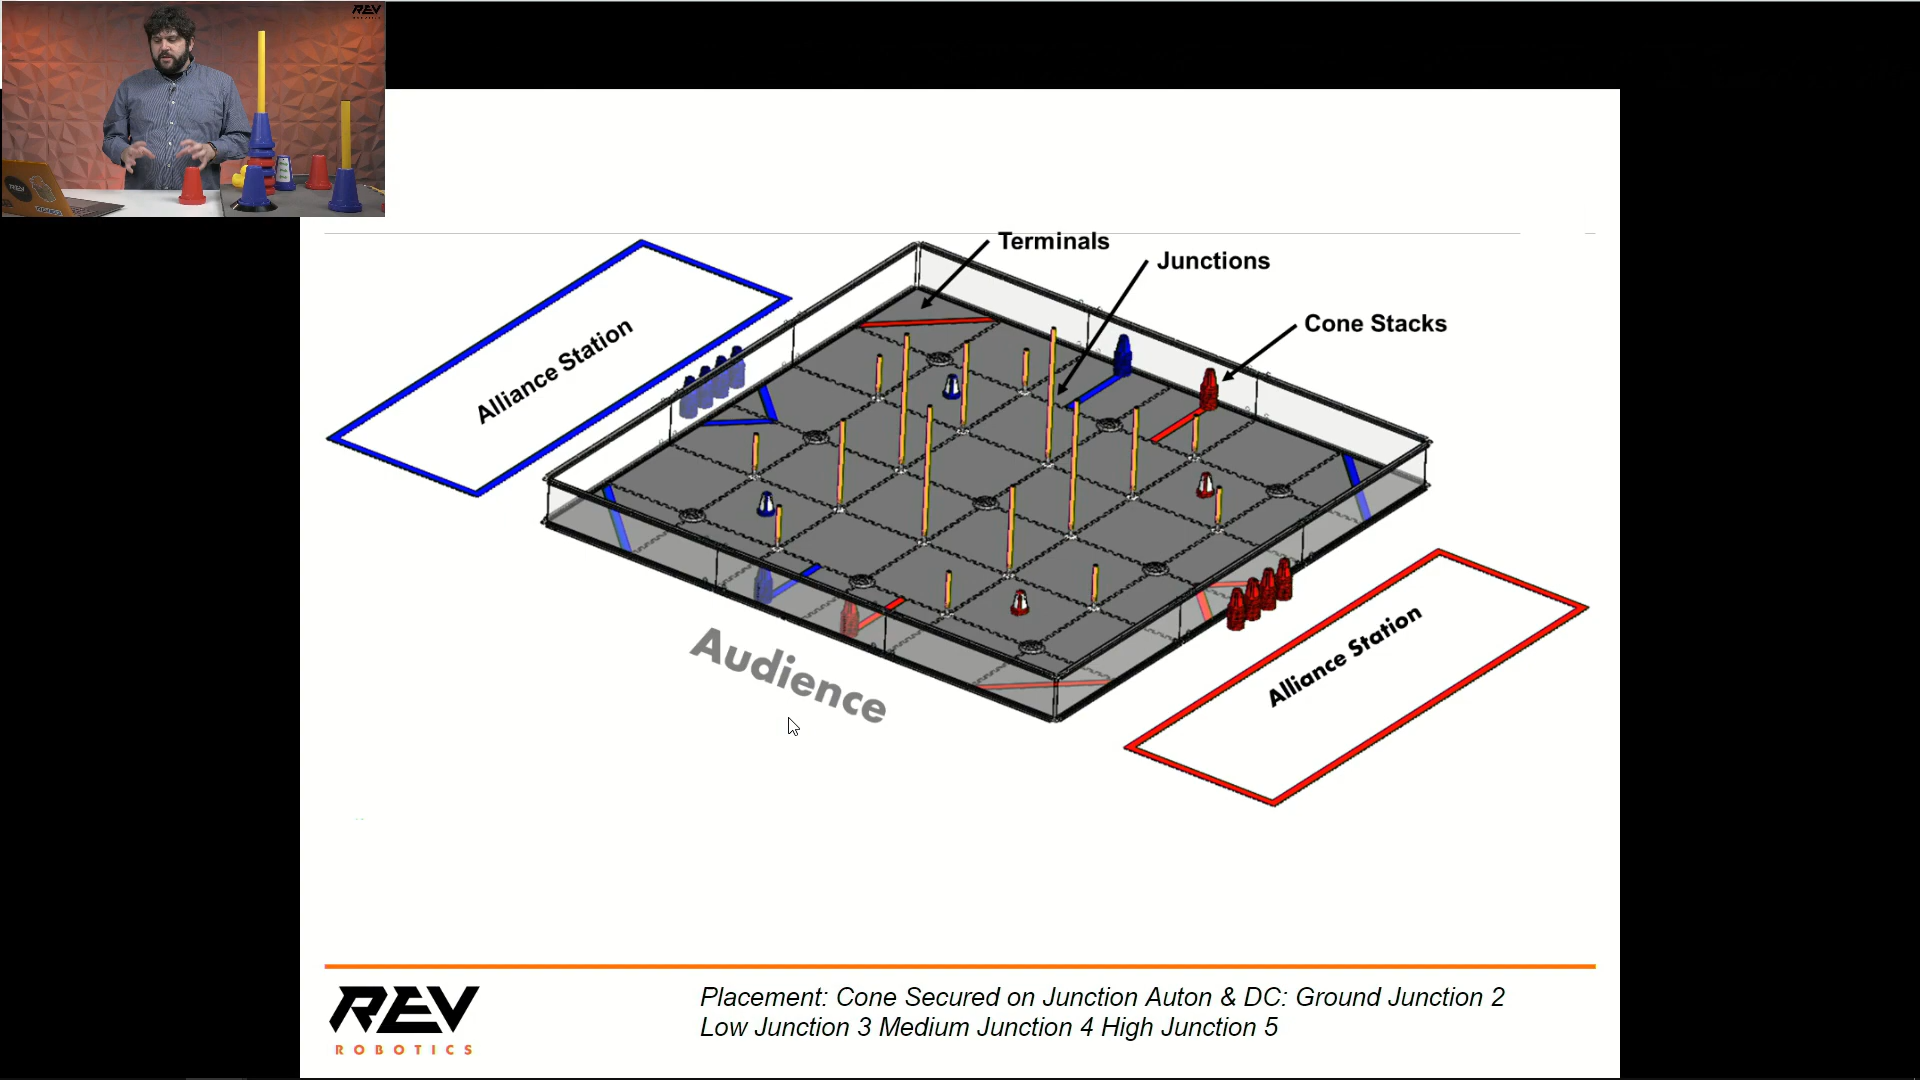 REV
Terminals
Junctions
Cone Stacks
Alliance Station
Alliance Station
Audience
REV
ROBOTICS
Placement: Cone Secured on Junction Auton & DC: Ground Junction 2
Low Junction 3 Medium Junction 4 High Junction 5